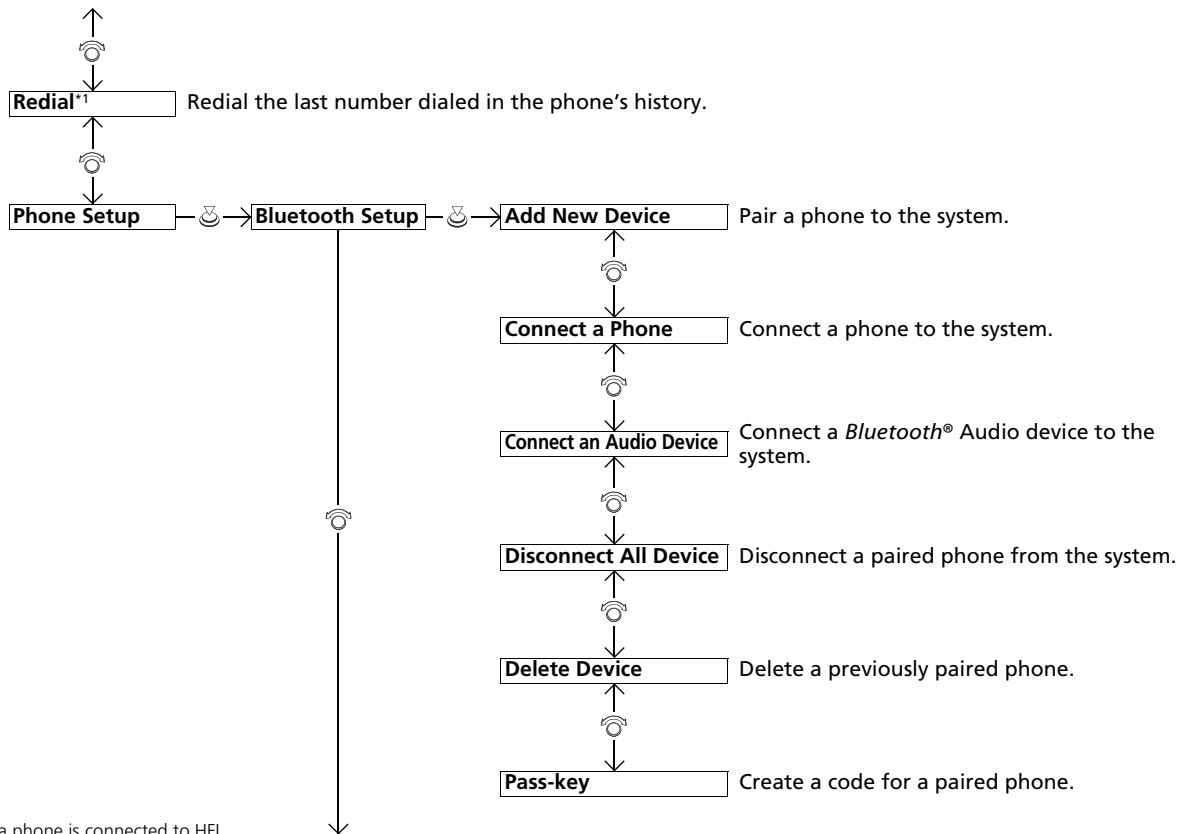 Redial*1 Redial the last number dialed in the phone's history.
Phone Setup Bluetooth Setup Add New Device Pair a phone to the system.
Connect a Phone Connect a phone to the system.
Connect an Audio Device Connect a Bluetooth® Audio device to the
system.
Disconnect All Device Disconnect a paired phone from the system.
Delete Device Delete a previously paired phone.
Pass-key Create a code for a paired phone.
a phone is connected to HFL